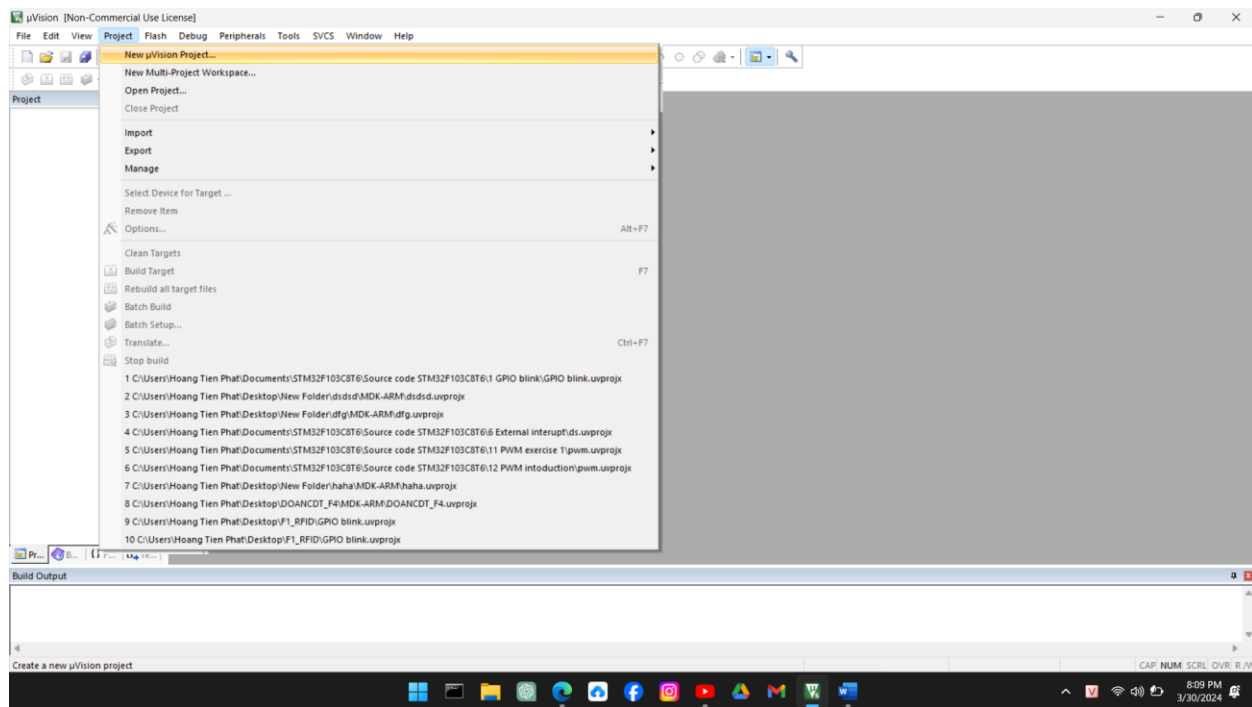 µVision [Non-Commercial Use License]
File Edit View Project Flash Debug Peripherals Tools SVCS Window Help
New µVision Project...
New Multi-Project Workspace...
Project
Open Project...
Close Project
Import
Export
Manage
Select Device for Target ...
Remove Item
Options... Alt+F7
Clean Targets
Build Target F7
Rebuild all target files
Batch Build
Batch Setup...
Translate... Ctrl+F7
Stop build
1 C:\Users\Hoang Tien Phat\Documents\STM32F103C8T6\Source code STM32F103C8T6\1 GPIO blink\GPIO blink.uvprojx
2 C:\Users\Hoang Tien Phat\Desktop\New Folder\dsdsd\MDK-ARM\dsdsd.uvprojx
3 C:\Users\Hoang Tien Phat\Desktop\New Folder\dfg\MDK-ARM\dfg.uvprojx
4 C:\Users\Hoang Tien Phat\Documents\STM32F103C8T6\Source code STM32F103C8T6\6 External interupt\ds.uvprojx
5 C:\Users\Hoang Tien Phat\Documents\STM32F103C8T6\Source code STM32F103C8T6\11 PWM exercise 1\pwm.uvprojx
6 C:\Users\Hoang Tien Phat\Documents\STM32F103C8T6\Source code STM32F103C8T6\12 PWM intoduction\pwm.uvprojx
7 C:\Users\Hoang Tien Phat\Desktop\New Folder\haha\MDK-ARM\haha.uvprojx
8 C:\Users\Hoang Tien Phat\Desktop\DOANCDT_F4\MDK-ARM\DOANCDT_F4.uvprojx
9 C:\Users\Hoang Tien Phat\Desktop\F1_RFID\GPIO blink.uvprojx
10 C:\Users\Hoang Tien Phat\Desktop\F1_RFID\GPIO blink.uvprojx
Pr... B...
Build Output
Create a new µVision project
CAP NUM SCRL OVR R/W
8:09 PM
3/30/2024